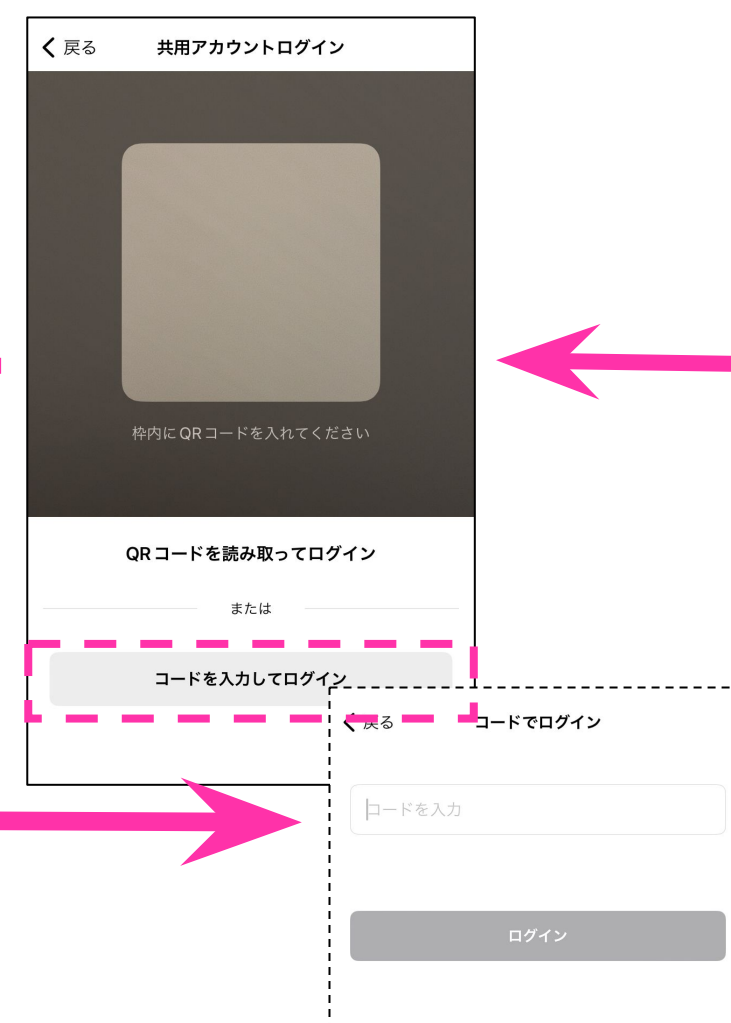 戻る
共用アカウントログイン
枠内にQRコードを入れてください
QRコードを読み取ってログイン
または
コードを入力してログイン
戻る
コードでログイン
コードを入力
ログイン